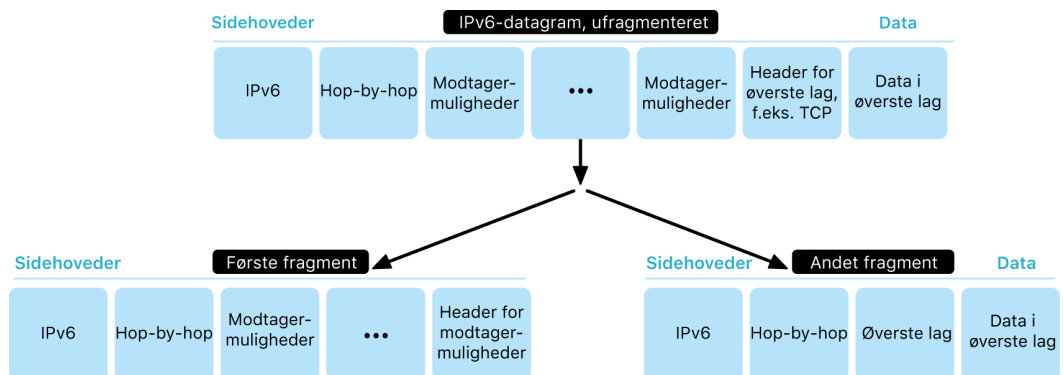 Sidehoveder
IPv6-datagram, ufragmenteret
Data
IPv6
Hop-by-hop
Modtager-
muligheder
•••
Modtager-
muligheder
Header for
øverste lag,
f.eks. TCP
Data i
øverste lag
Sidehoveder
Første fragment
IPv6
Hop-by-hop
Modtager-
muligheder
•••
Header for
modtager-
muligheder
Sidehoveder
Andet fragment
Data
IPv6
Hop-by-hop
Øverste lag
Data i
øverste lag